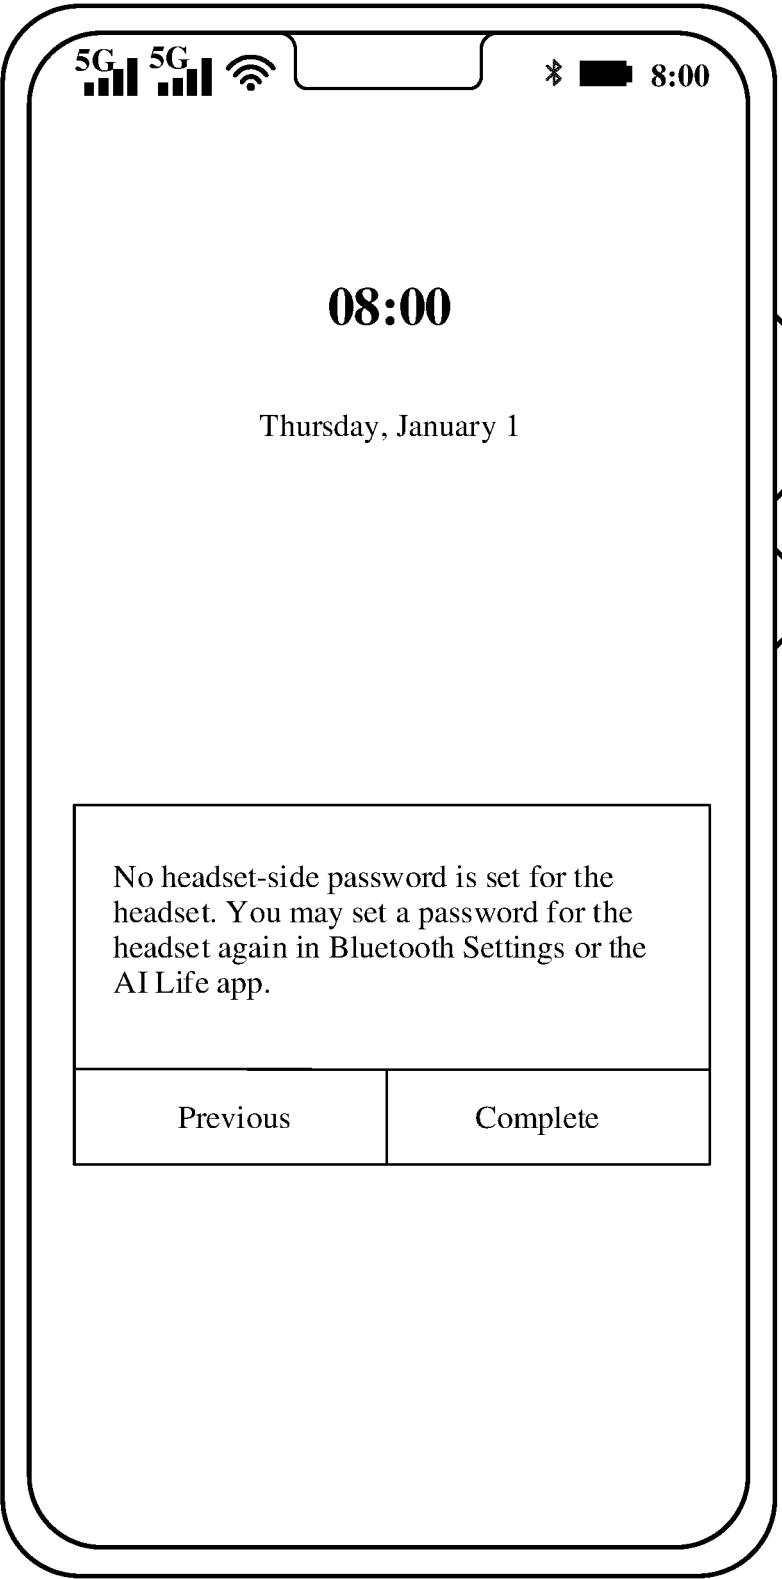 5G 5G 8:00
08:00
Thursday, January 1
No headset-side password is set for the
headset. You may set a password for the
headset again in Bluetooth Settings or the
AI Life app.
Previous Complete